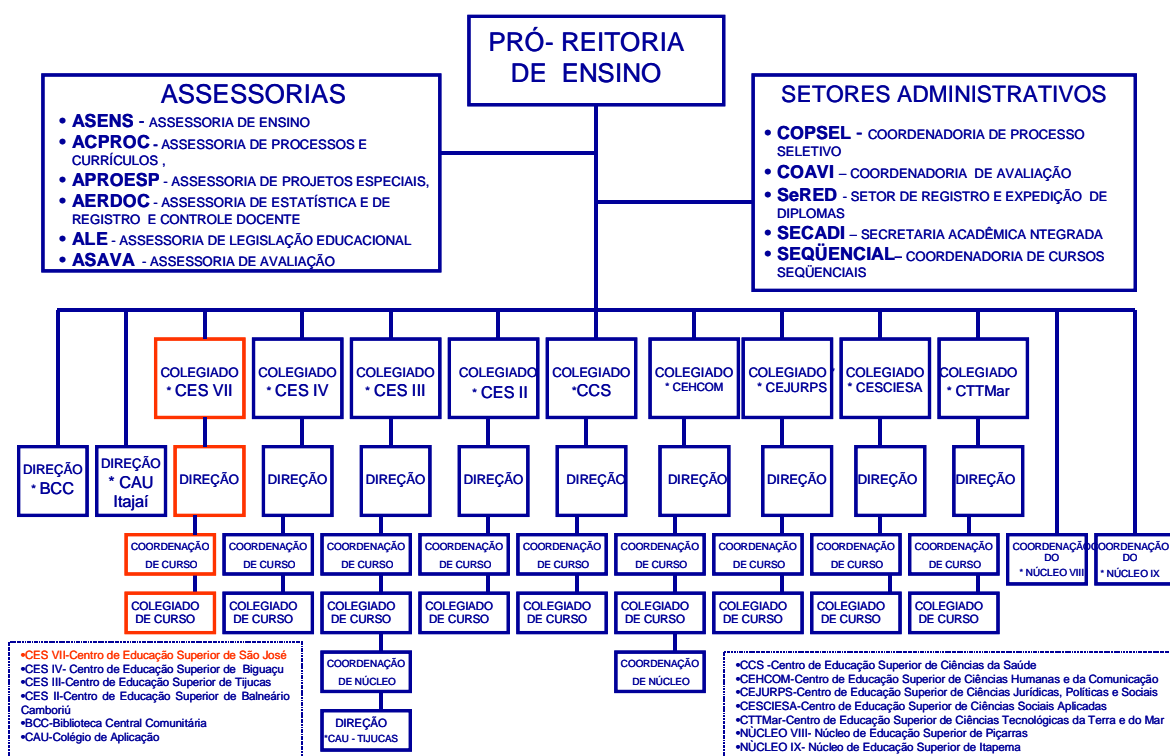 PRÓ- REITORIA
DE ENSINO
ASSESSORIAS
• ASENS - ASSESSORIA DE ENSINO
• ACPROC - ASSESSORIA DE PROCESSOS E
CURRÍCULOS ,
• APROESP - ASSESSORIA DE PROJETOS ESPECIAIS,
• AERDOC - ASSESSORIA DE ESTATÍSTICA E DE
REGISTRO E CONTROLE DOCENTE
• ALE - ASSESSORIA DE LEGISLAÇÃO EDUCACIONAL
• ASAVA - ASSESSORIA DE AVALIAÇÃO
SETORES ADMINISTRATIVOS
• COPSEL - COORDENADORIA DE PROCESSO
SELETIVO
• COAVI – COORDENADORIA DE AVALIAÇÃO
• SeRED - SETOR DE REGISTRO E EXPEDIÇÃO DE
DIPLOMAS
• SECADI – SECRETARIA ACADÊMICA NTEGRADA
• SEQÜENCIAL– COORDENADORIA DE CURSOS
SEQÜENCIAIS
COLEGIADO
* CES VII
COLEGIADO
* CES IV
COLEGIADO
* CES III
COLEGIADO
* CES II
COLEGIADO
*CCS
COLEGIADO
* CEHCOM
COLEGIADO
* CEJURPS
COLEGIADO
* CESCIESA
COLEGIADO
* CTTMar
DIREÇÃO
* BCC
DIREÇÃO
* CAU
Itajaí
DIREÇÃO
DIREÇÃO
DIREÇÃO
DIREÇÃO
DIREÇÃO
DIREÇÃO
DIREÇÃO
DIREÇÃO
DIREÇÃO
COORDENAÇÃO
DE CURSO
COORDENAÇÃO
DE CURSO
COORDENAÇÃO
DE CURSO
COORDENAÇÃO
DE CURSO
COORDENAÇÃO
DE CURSO
COORDENAÇÃO
DE CURSO
COORDENAÇÃO
DE CURSO
COORDENAÇÃO
DE CURSO
COORDENAÇÃO
DE CURSO
COORDENAÇÃO
DO
* NÚCLEO VIII
COORDENAÇÃO
DO
* NÚCLEO IX
COLEGIADO
DE CURSO
COLEGIADO
DE CURSO
COLEGIADO
DE CURSO
COLEGIADO
DE CURSO
COLEGIADO
DE CURSO
COLEGIADO
DE CURSO
COLEGIADO
DE CURSO
COLEGIADO
DE CURSO
COLEGIADO
DE CURSO
COORDENAÇÃO
DE NÚCLEO
COORDENAÇÃO
DE NÚCLEO
DIREÇÃO
*CAU - TIJUCAS
•CES VII-Centro de Educação Superior de São José
•CES IV- Centro de Educação Superior de Biguaçu
•CES III-Centro de Educação Superior de Tijucas
•CES II-Centro de Educação Superior de Balneário
Camboriú
•BCC-Biblioteca Central Comunitária
•CAU-Colégio de Aplicação
•CCS -Centro de Educação Superior de Ciências da Saúde
•CEHCOM-Centro de Educação Superior de Ciências Humanas e da Comunicação
•CEJURPS-Centro de Educação Superior de Ciências Jurídicas, Políticas e Sociais
•CESCIESA-Centro de Educação Superior de Ciências Sociais Aplicadas
•CTTMar-Centro de Educação Superior de Ciências Tecnológicas da Terra e do Mar
•NÙCLEO VIII- Núcleo de Educação Superior de Piçarras
•NÙCLEO IX- Núcleo de Educação Superior de Itapema